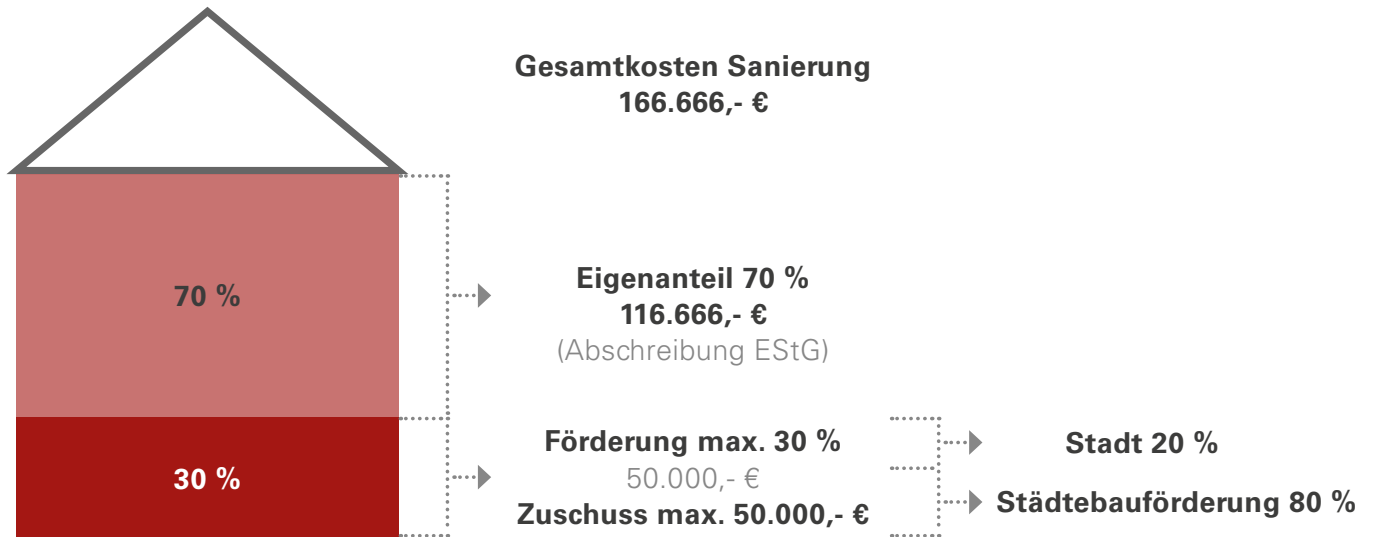 Gesamtkosten Sanierung
166.666,- €
70 %
Eigenanteil 70 %
116.666,- €
(Abschreibung EStG)
30 %
Förderung max. 30 %
50.000,- €
Zuschuss max. 50.000,- €
Stadt 20 %
Städtebauförderung 80 %